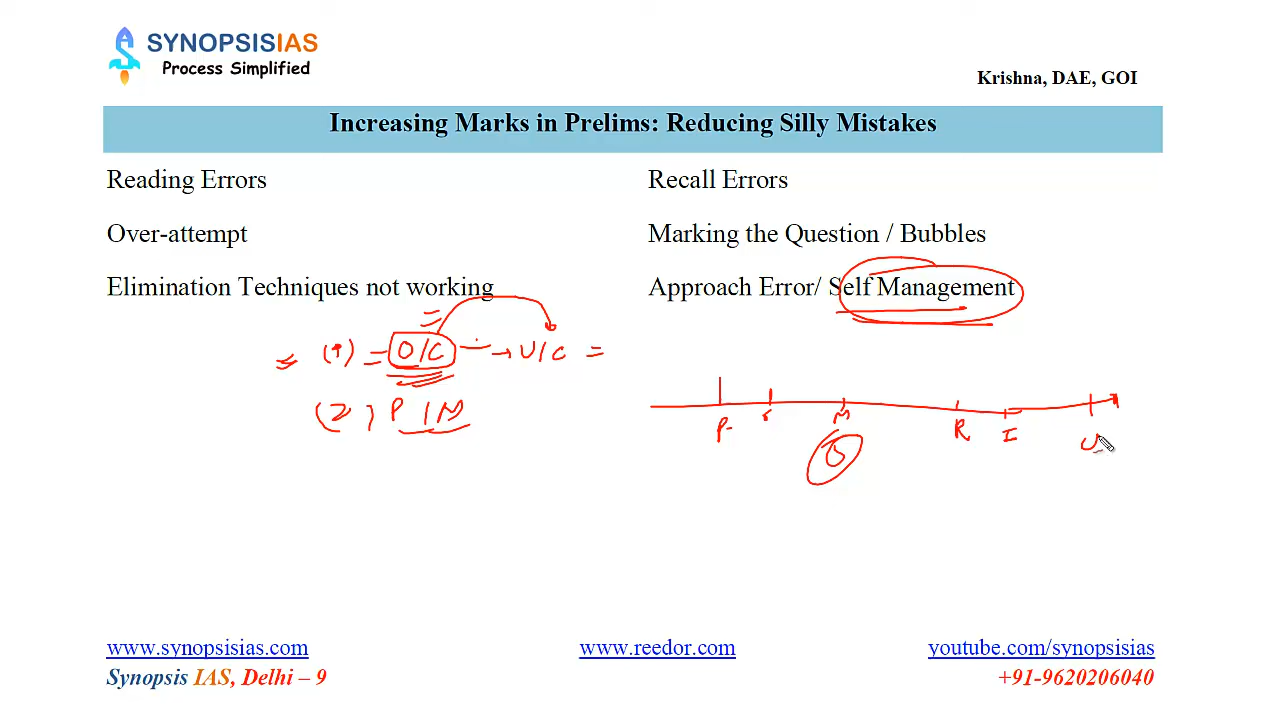 SYNOPSISIAS
Process Simplified
Krishna, DAE, GOI
Increasing Marks in Prelims: Reducing Silly Mistakes
Reading Errors
Recall Errors
Over-attempt
Marking the Question / Bubbles
Elimination Techniques not working
Approach Error/ Self Management
(1) = O/C → U/C =
(2) P/M
P M R I
www.synopsisias.com
www.reedor.com
youtube.com/synopsisias
Synopsis IAS, Delhi – 9
+91-9620206040